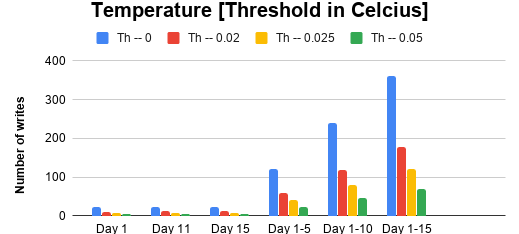 Temperature [Threshold in Celcius]
Th -- 0 Th -- 0.02 Th -- 0.025 Th -- 0.05
Number of writes
400
300
200
100
0
Day 1 Day 11 Day 15 Day 1-5 Day 1-10 Day 1-15